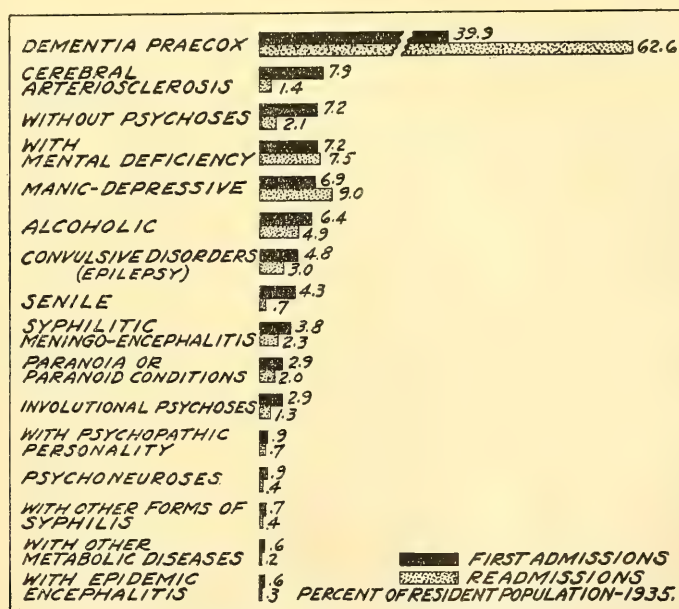 DEMENTIA PRAECOX 39.9
62.6
CEREBRAL
ARTERIOSCLEROSIS 7.9
1.4
WITHOUT PSYCHOSES 7.2
2.1
WITH
MENTAL DEFICIENCY 7.2
7.5
MANIC-DEPRESSIVE 6.9
9.0
ALCOHOLIC 6.4
4.9
CONVULSIVE DISORDERS 4.8
(EPILEPSY) 3.0
SENILE 4.3
.7
SYPHILITIC
MENINGO-ENCEPHALITIS 3.8
2.3
PARANOIA OR
PARANOID CONDITIONS 2.9
2.0
INVOLUTIONAL PSYCHOSES 2.9
1.3
WITH PSYCHOPATHIC .9
PERSONALITY .7
PSYCHONEUROSES .9
.4
WITH OTHER FORMS OF .7
SYPHILIS .4
WITH OTHER .6
METABOLIC DISEASES .2
WITH EPIDEMIC .6
ENCEPHALITIS .3
FIRST ADMISSIONS
READMISSIONS
PERCENT OF RESIDENT POPULATION-1935.